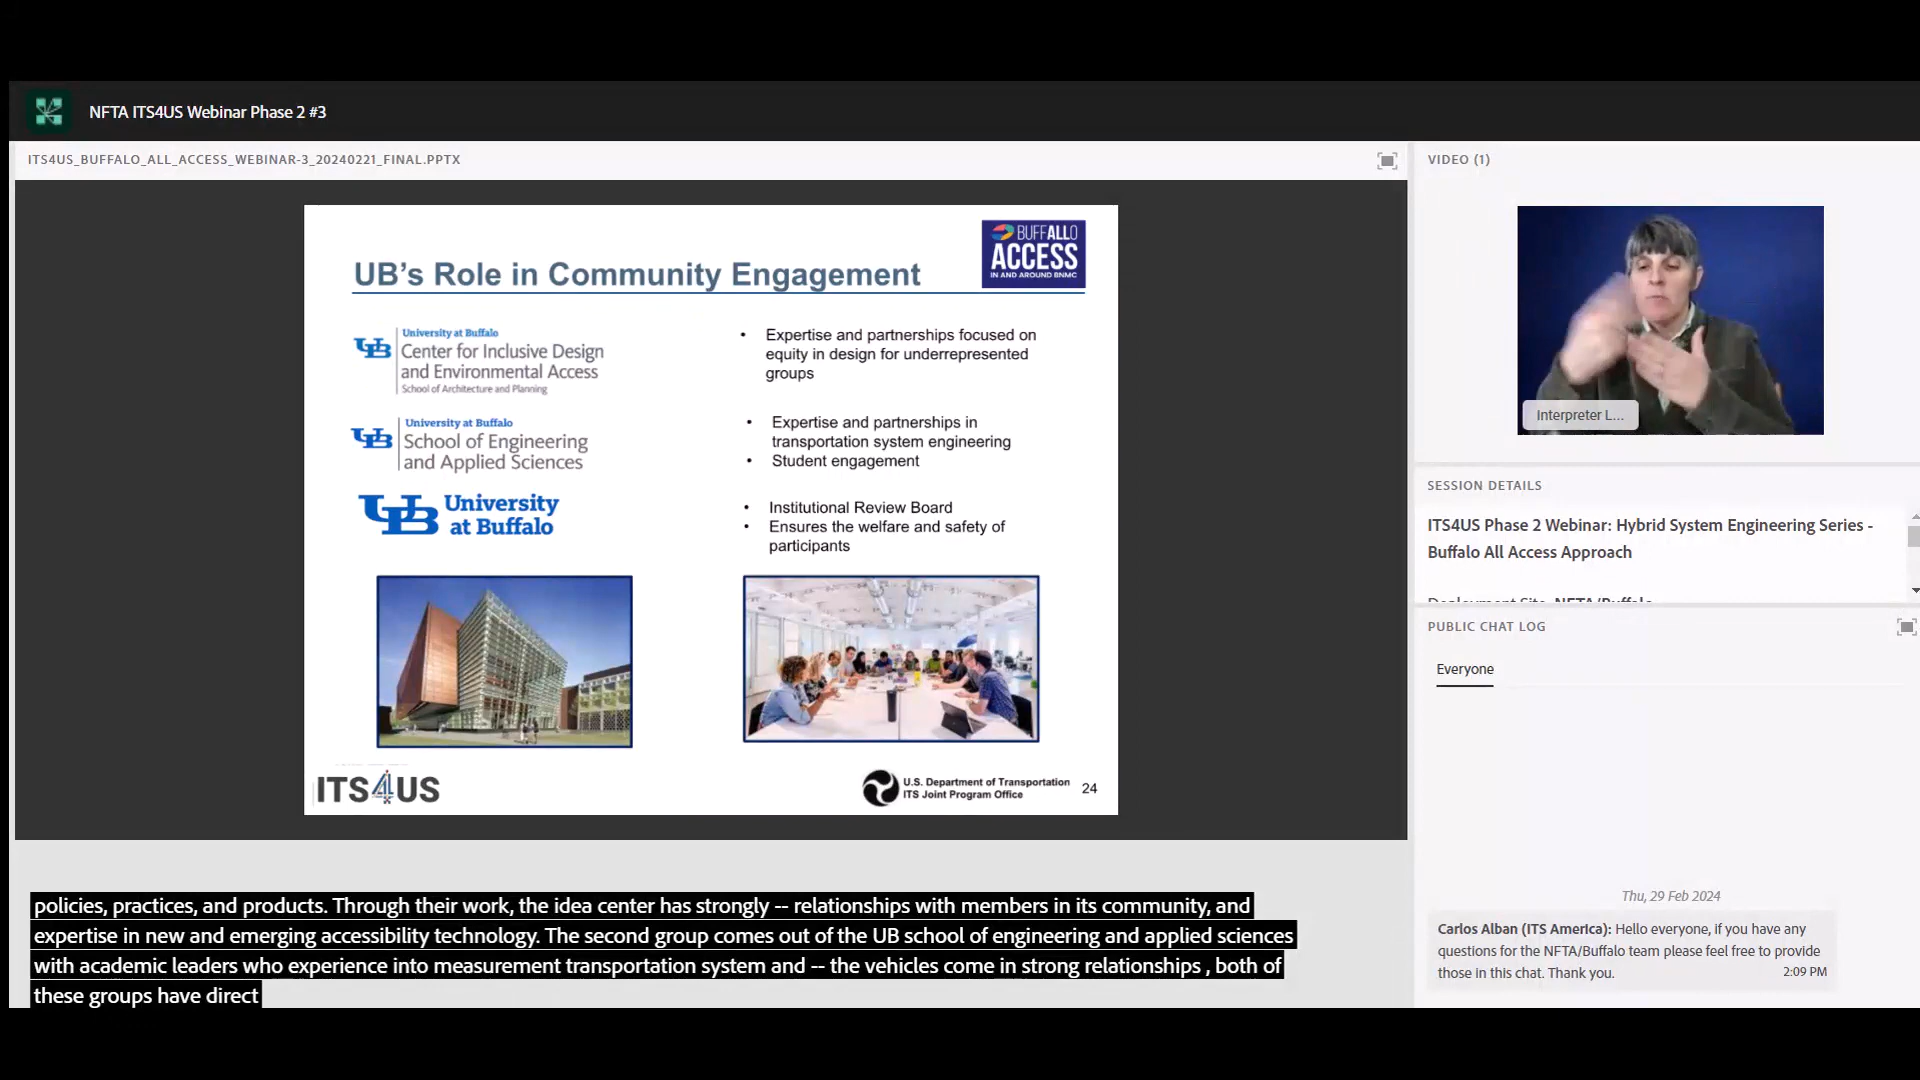 NFTA ITS4US Webinar Phase 2 #3
ITS4US_BUFFALO_ALL_ACCESS_WEBINAR-3_20240221_FINAL.PPTX
UB's Role in Community Engagement
BUFFALLO
ACCESS
IN AND AROUND BNMC
UB
University at Buffalo
Center for Inclusive Design
and Environmental Access
School of Architecture and Planning
• Expertise and partnerships focused on
equity in design for underrepresented
groups
UB
University at Buffalo
School of Engineering
and Applied Sciences
• Expertise and partnerships in
transportation system engineering
• Student engagement
UB
University
at Buffalo
• Institutional Review Board
• Ensures the welfare and safety of
participants
ITS4US
U.S. Department of Transportation
ITS Joint Program Office
24
policies, practices, and products. Through their work, the idea center has strongly -- relationships with members in its community, and
expertise in new and emerging accessibility technology. The second group comes out of the UB school of engineering and applied sciences
with academic leaders who experience into measurement transportation system and -- the vehicles come in strong relationships , both of
these groups have direct
VIDEO (1)
Interpreter L...
SESSION DETAILS
ITS4US Phase 2 Webinar: Hybrid System Engineering Series -
Buffalo All Access Approach
Deployment Site NFTA/Buffalo
PUBLIC CHAT LOG
Everyone
Thu, 29 Feb 2024
Carlos Alban (ITS America): Hello everyone, if you have any
questions for the NFTA/Buffalo team please feel free to provide
those in this chat. Thank you.
2:09 PM